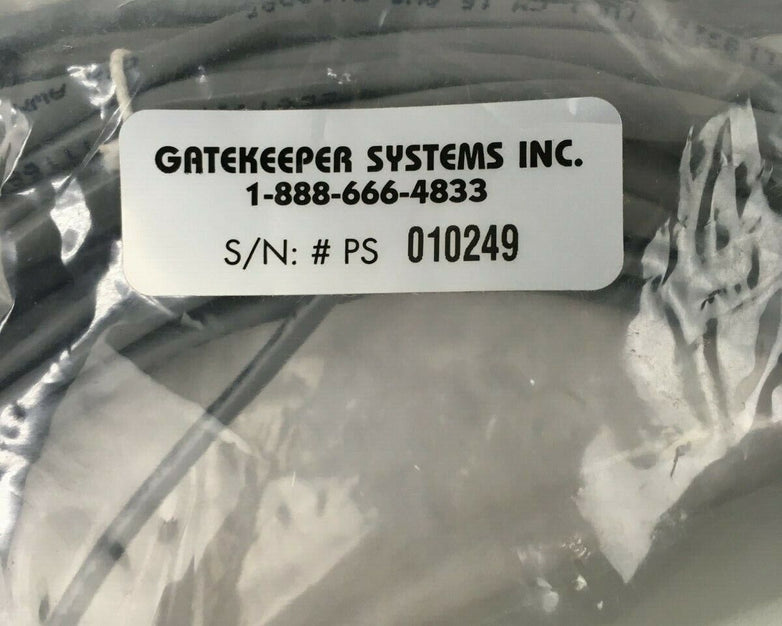 GATEKEEPER SYSTEMS INC.
1-888-666-4833
S/N: # PS 010249